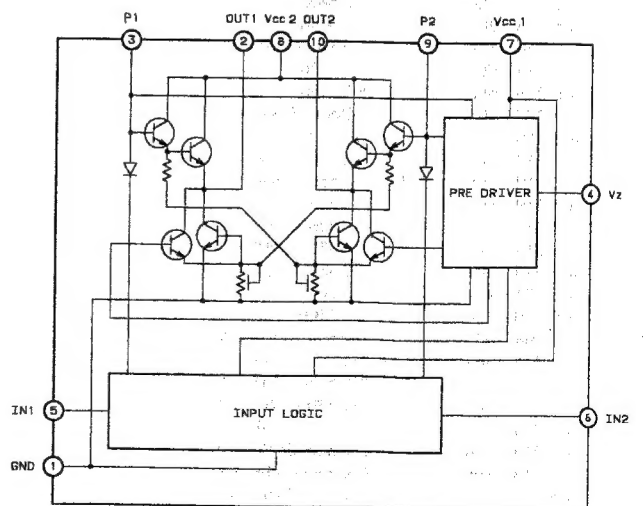 P1 OUT1 Vcc 2 OUT2 P2 Vcc 1
3 2 8 10 9 7
PRE DRIVER
4 Vz
IN1 5
INPUT LOGIC
6 IN2
GND 1